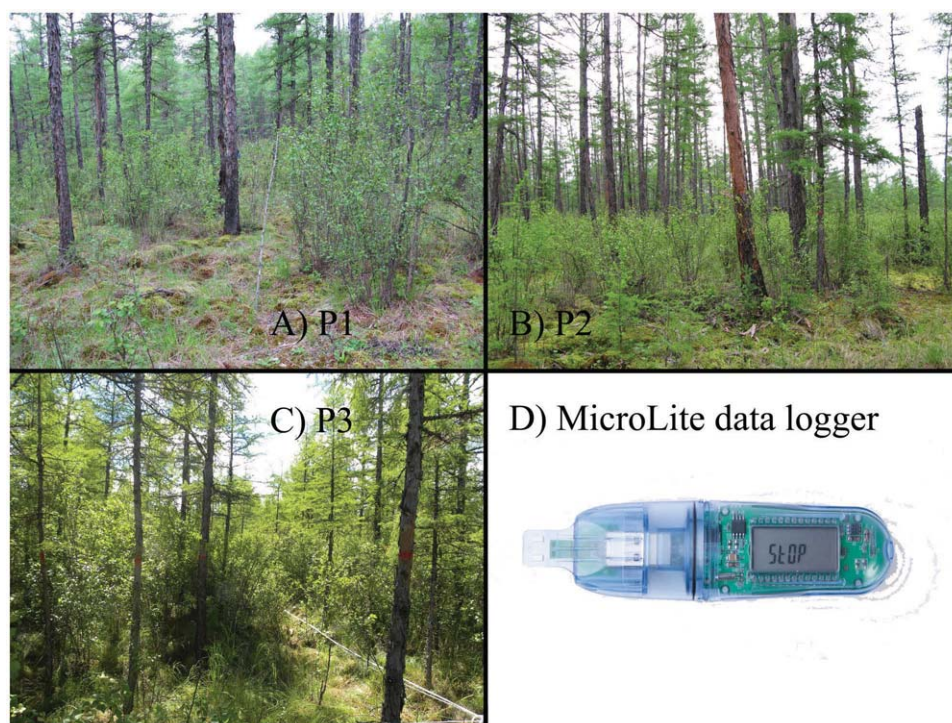 A) P1
B) P2
C) P3
D) MicroLite data logger
StOP